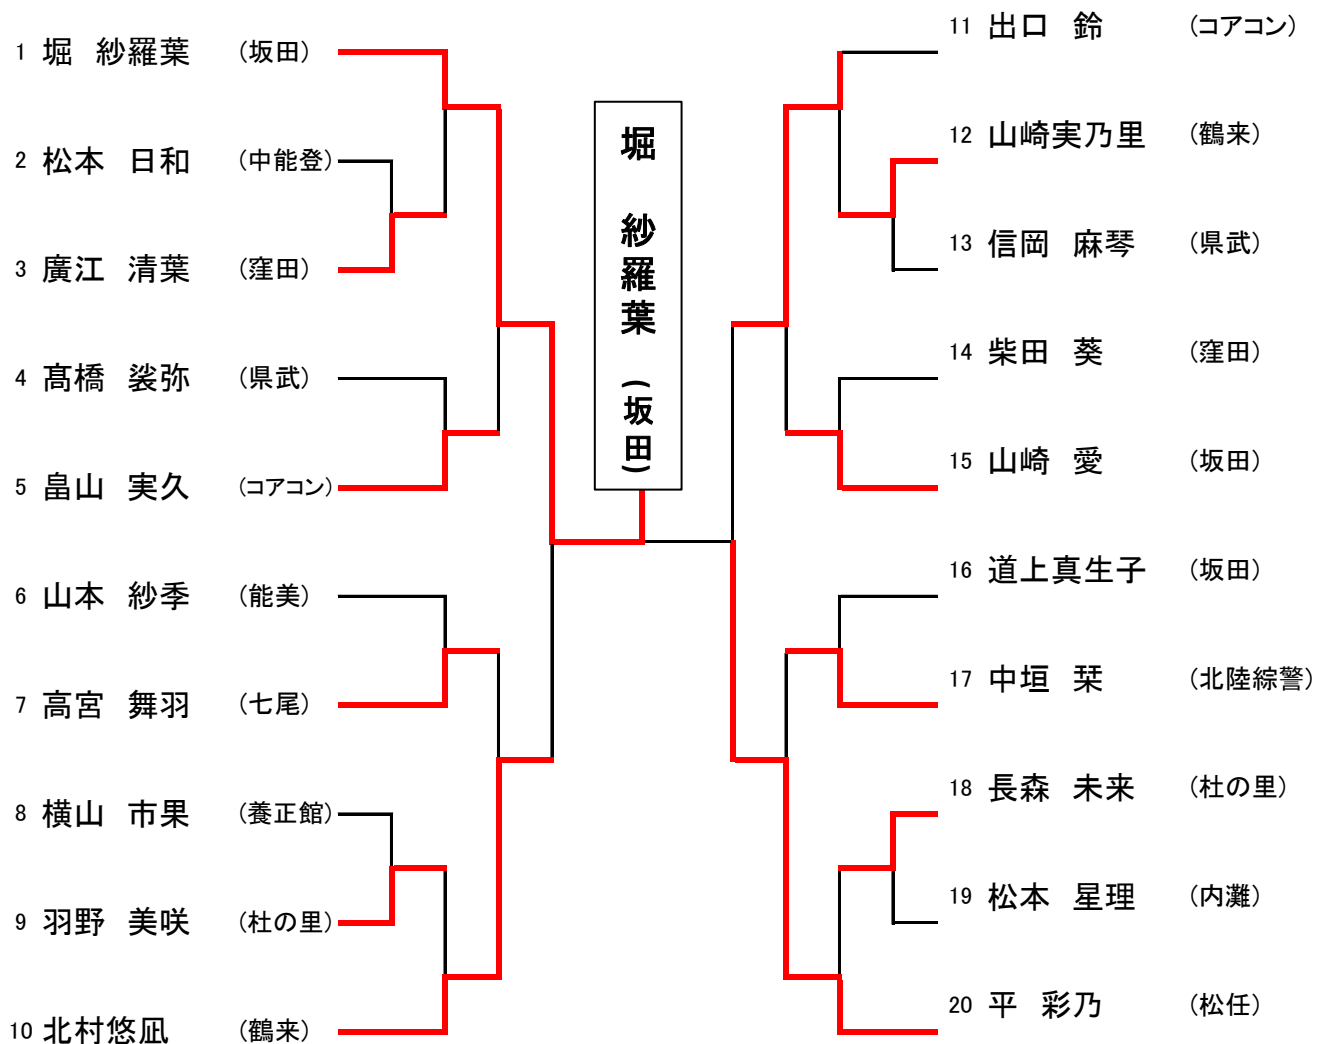 1 堀 紗羅葉 (坂田)
2 松本 日和 (中能登)
3 廣江 清葉 (窪田)
4 髙橋 裟弥 (県武)
5 畠山 実久 (コアコン)
6 山本 紗季 (能美)
7 高宮 舞羽 (七尾)
8 横山 市果 (養正館)
9 羽野 美咲 (杜の里)
10 北村悠凪 (鶴来)
堀 紗羅葉 (坂田)
11 出口 鈴 (コアコン)
12 山崎実乃里 (鶴来)
13 信岡 麻琴 (県武)
14 柴田 葵 (窪田)
15 山崎 愛 (坂田)
16 道上真生子 (坂田)
17 中垣 栞 (北陸綜警)
18 長森 未来 (杜の里)
19 松本 星理 (内灘)
20 平 彩乃 (松任)